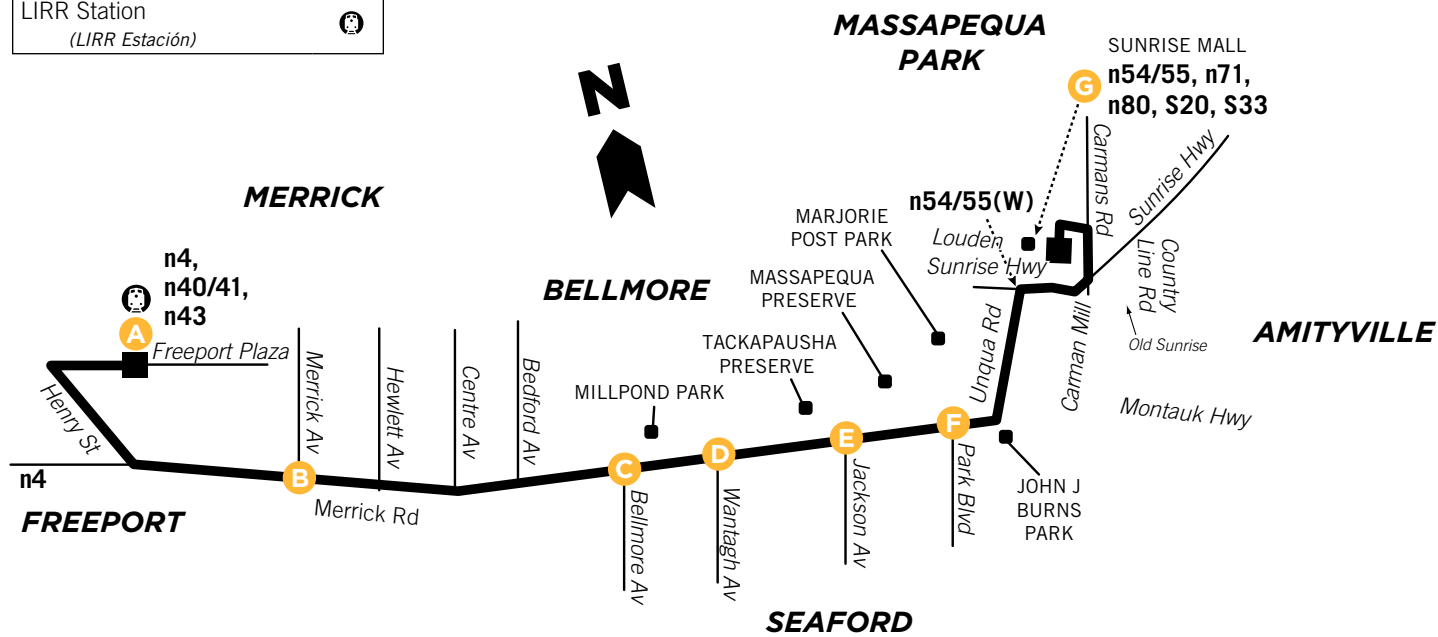 LIRR Station
(LIRR Estación)
MASSAPEQUA
PARK
SUNRISE MALL
G
n54/55, n71,
n80, S20, S33
N
Carmans Rd
Sunrise Hwy
MERRICK
n54/55(W)
MARJORIE
POST PARK
Louden
Sunrise Hwy
Country
Line Rd
n4,
n40/41,
n43
A
Freeport Plaza
BELLMORE
MASSAPEQUA
PRESERVE
TACKAPAUSHA
PRESERVE
Old Sunrise
AMITYVILLE
Henry St
Merrick Av
Hewlett Av
Centre Av
Bedford Av
MILLPOND PARK
Unqua Rd
Carman Mill
Montauk Hwy
n4
B
C
D
E
F
FREEPORT
Merrick Rd
Bellmore Av
Wantagh Av
Jackson Av
Park Blvd
JOHN J
BURNS
PARK
SEAFORD